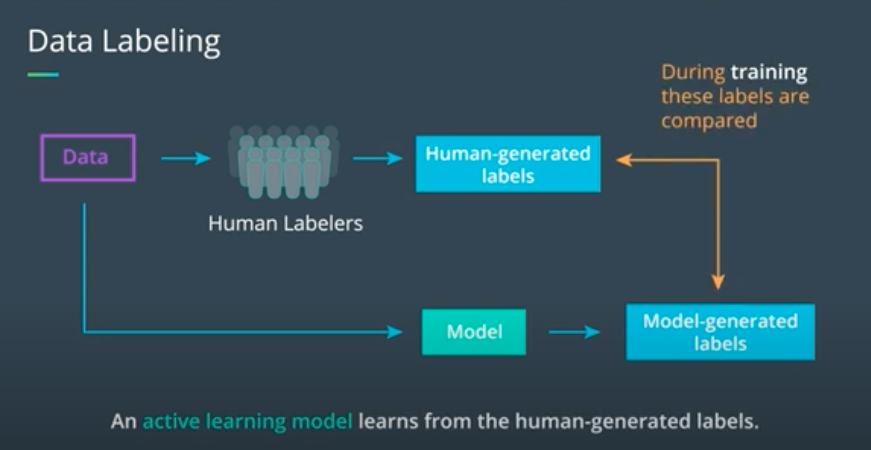 Data Labeling
During training
these labels are
compared
Data
Human-generated
labels
Human Labelers
Model
Model-generated
labels
An active learning model learns from the human-generated labels.